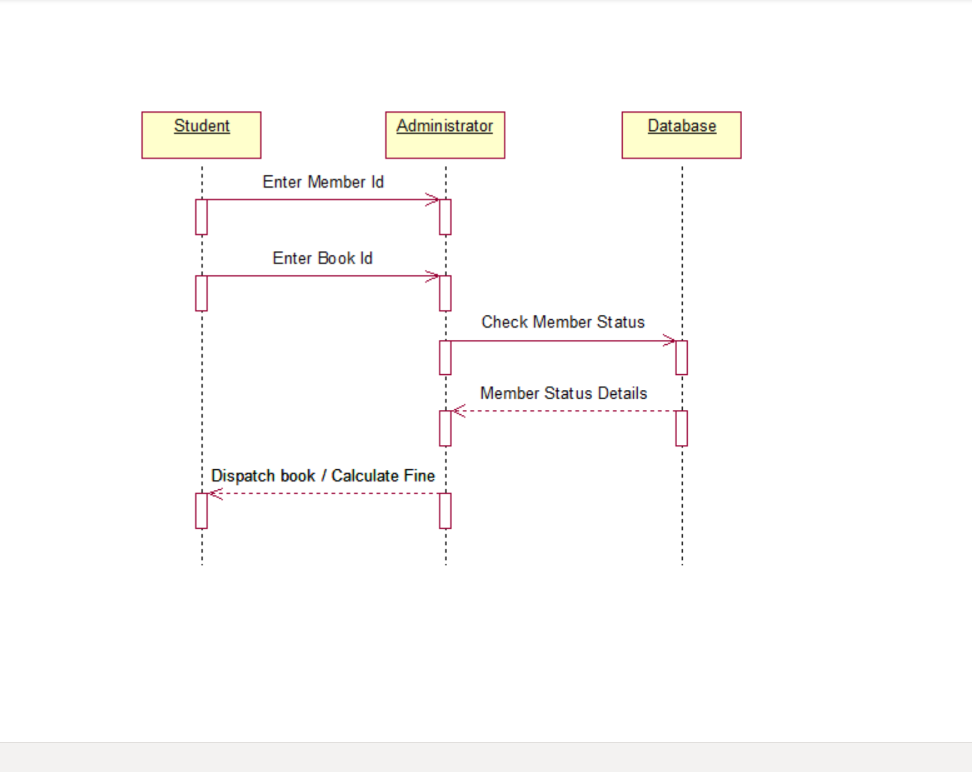 Student
Administrator
Database
Enter Member Id
Enter Book Id
Check Member Status
Member Status Details
Dispatch book / Calculate Fine